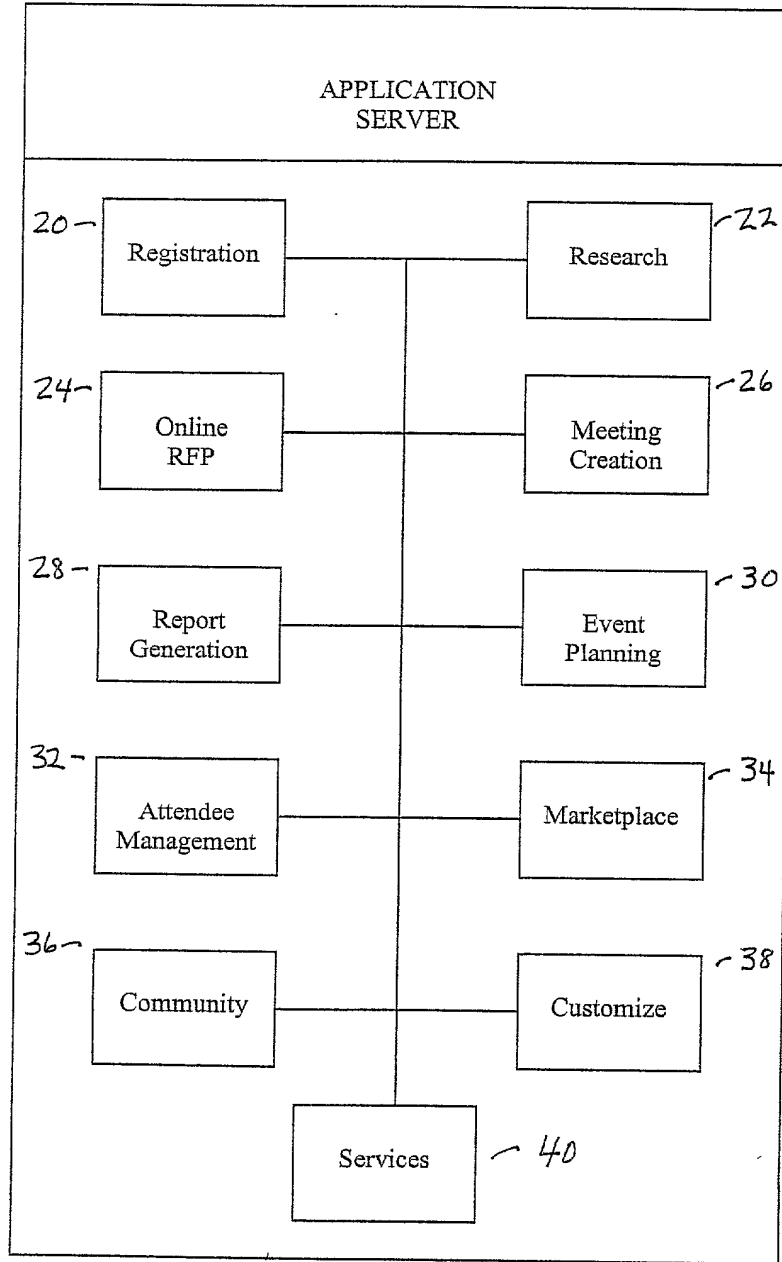 APPLICATION
SERVER
20
Registration
22
Research
24
Online
RFP
26
Meeting
Creation
28
Report
Generation
30
Event
Planning
32
Attendee
Management
34
Marketplace
36
Community
38
Customize
Services
40